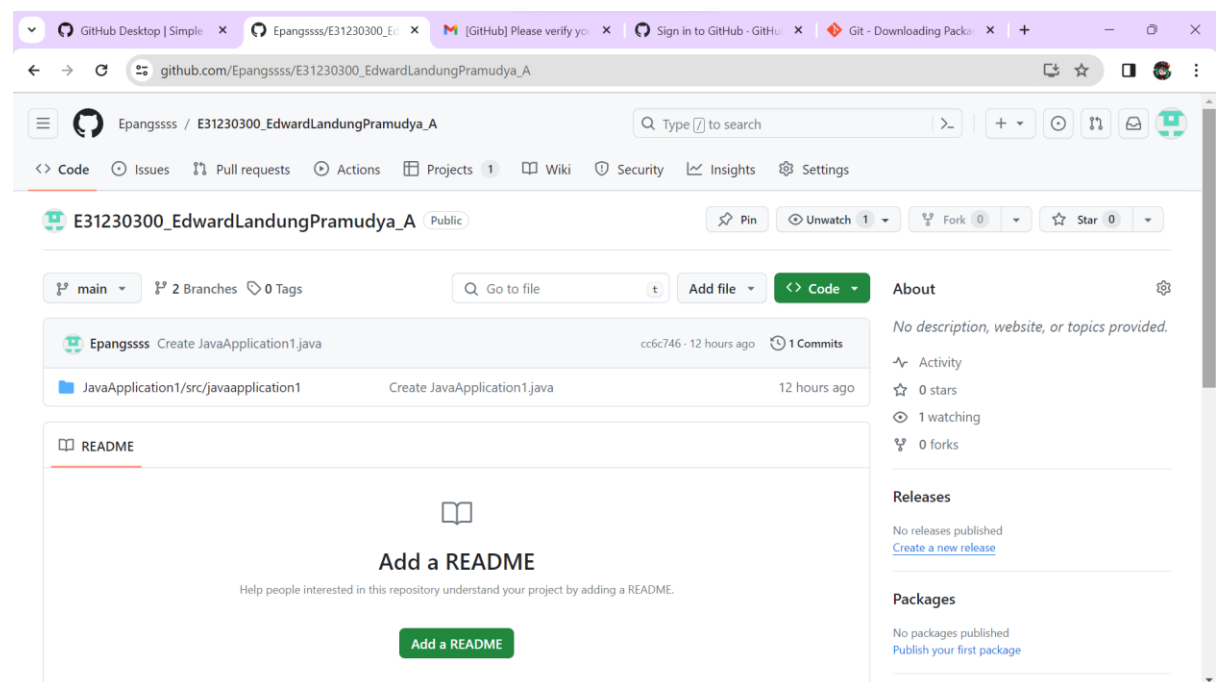 GitHub Desktop | Simple Epangssss/E31230300_Ed [GitHub] Please verify you Sign in to GitHub · GitHu Git - Downloading Packa
github.com/Epangssss/E31230300_EdwardLandungPramudya_A
Epangssss / E31230300_EdwardLandungPramudya_A Type / to search
<> Code Issues Pull requests Actions Projects 1 Wiki Security Insights Settings
E31230300_EdwardLandungPramudya_A Public Pin Unwatch 1 Fork 0 Star 0
main 2 Branches 0 Tags Go to file t Add file <> Code About
No description, website, or topics provided.
Epangssss Create JavaApplication1.java cc6c746 · 12 hours ago 1 Commits
Activity
JavaApplication1/src/javaapplication1 Create JavaApplication1.java 12 hours ago
0 stars
1 watching
0 forks
README
Releases
No releases published
Create a new release
Add a README
Help people interested in this repository understand your project by adding a README.
Packages
No packages published
Publish your first package
Add a README